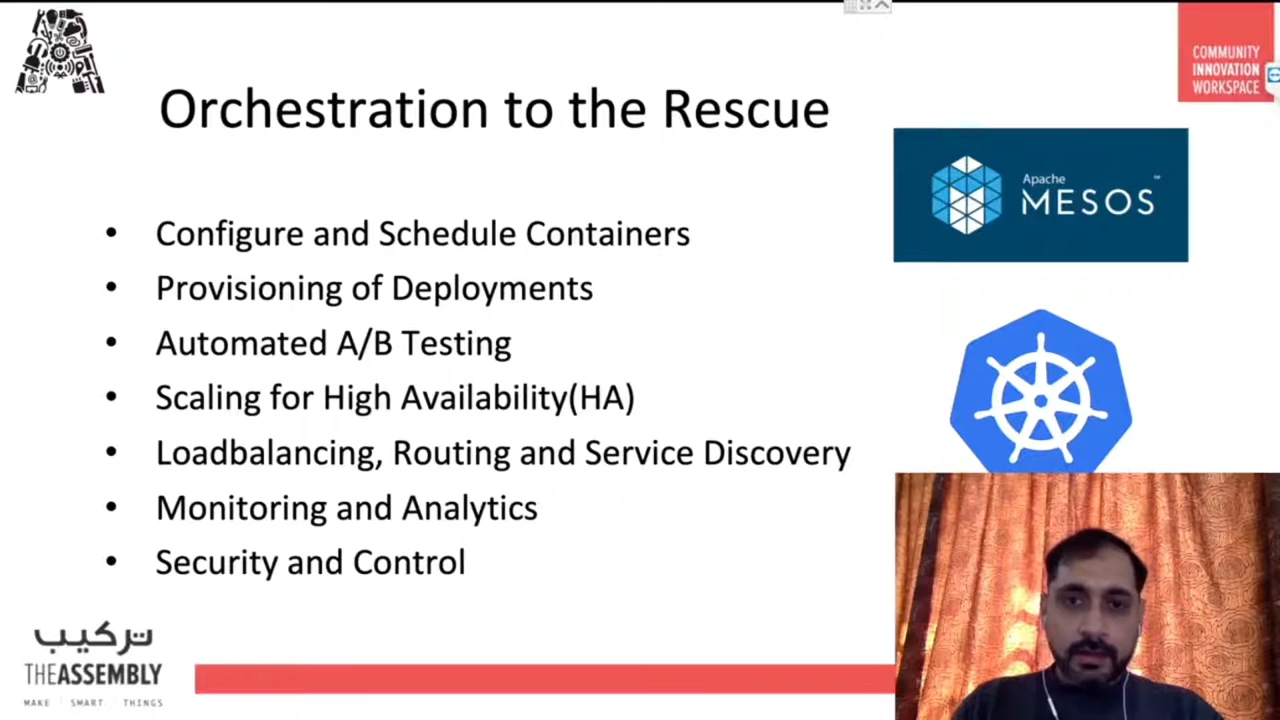 COMMUNITY
INNOVATION
WORKSPACE
Orchestration to the Rescue
Apache
MESOS
™
• Configure and Schedule Containers
• Provisioning of Deployments
• Automated A/B Testing
• Scaling for High Availability(HA)
• Loadbalancing, Routing and Service Discovery
• Monitoring and Analytics
• Security and Control
تركيب
THEASSEMBLY
MAKE | SMART | THINGS